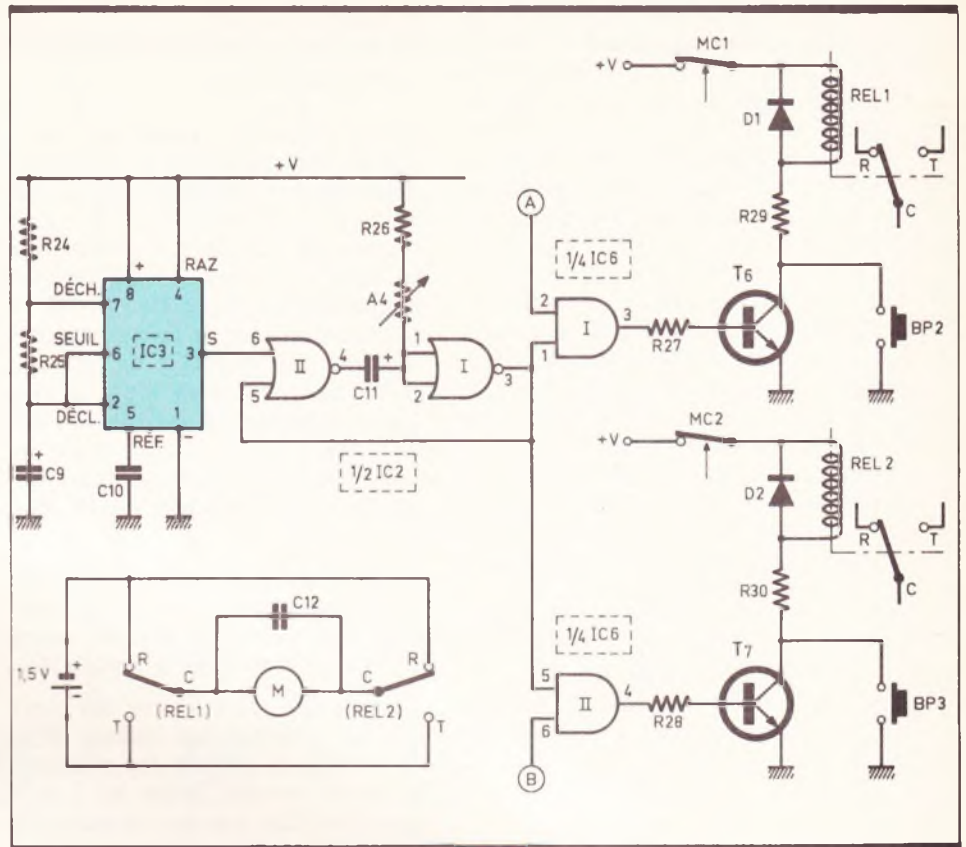 MC1
+V
REL1
D1
R
T
C
+V
R24
R26
A
R29
1/4 IC6
+
RAZ
DÉCH.
8
4
7
A4
T6
2
SEUIL
S
6
1
I
3
R25
6
IC3
3
II
4
+
I
3
1
R27
BP2
2
5
1
5
C11
2
DÉCL.
RÉF.
-
MC2
+V
+
C9
C10
1/2 IC2
REL2
D2
R
T
C
C12
R30
1/4 IC6
R
R
T7
1,5 V
+
C
M
C
5
-
(REL1)
(REL2)
II
4
R28
BP3
T
T
6
B